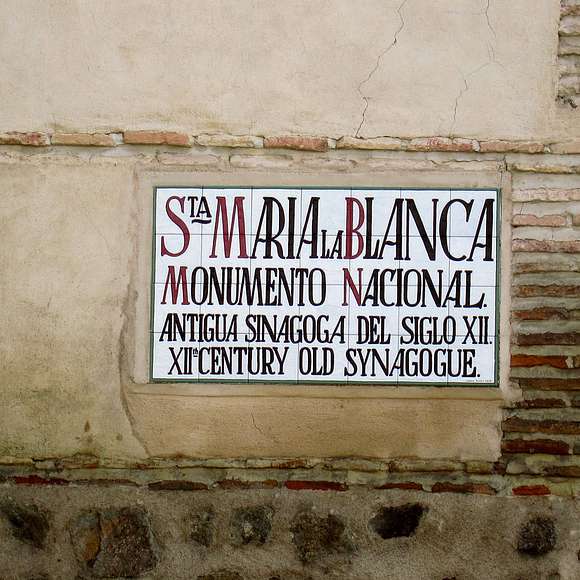 STA MARIA LA BLANCA
MONUMENTO NACIONAL.
ANTIGUA SINAGOGA DEL SIGLO XII.
XIIth CENTURY OLD SYNAGOGUE.